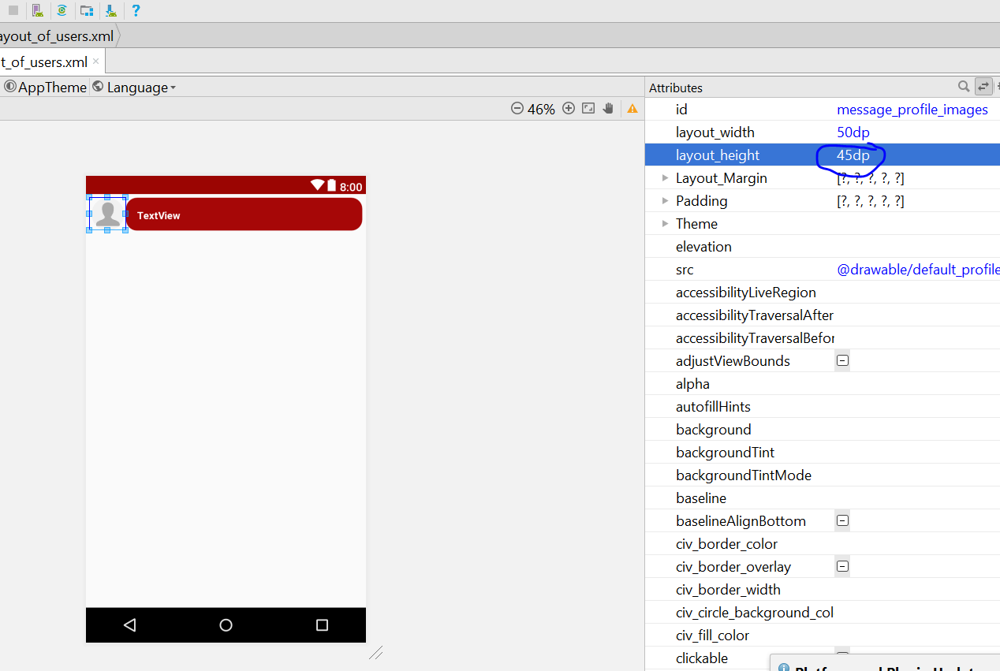 ?
ayout_of_users.xml
t_of_users.xml ×
AppTheme Language
46%
Attributes
id message_profile_images
layout_width 50dp
layout_height 45dp
Layout_Margin [?, ?, ?, ?, ?]
Padding [?, ?, ?, ?, ?]
Theme
elevation
src @drawable/default_profile
accessibilityLiveRegion
accessibilityTraversalAfter
accessibilityTraversalBefor
adjustViewBounds
alpha
autofillHints
background
backgroundTint
backgroundTintMode
baseline
baselineAlignBottom
civ_border_color
civ_border_overlay
civ_border_width
civ_circle_background_col
civ_fill_color
clickable
8:00
TextView